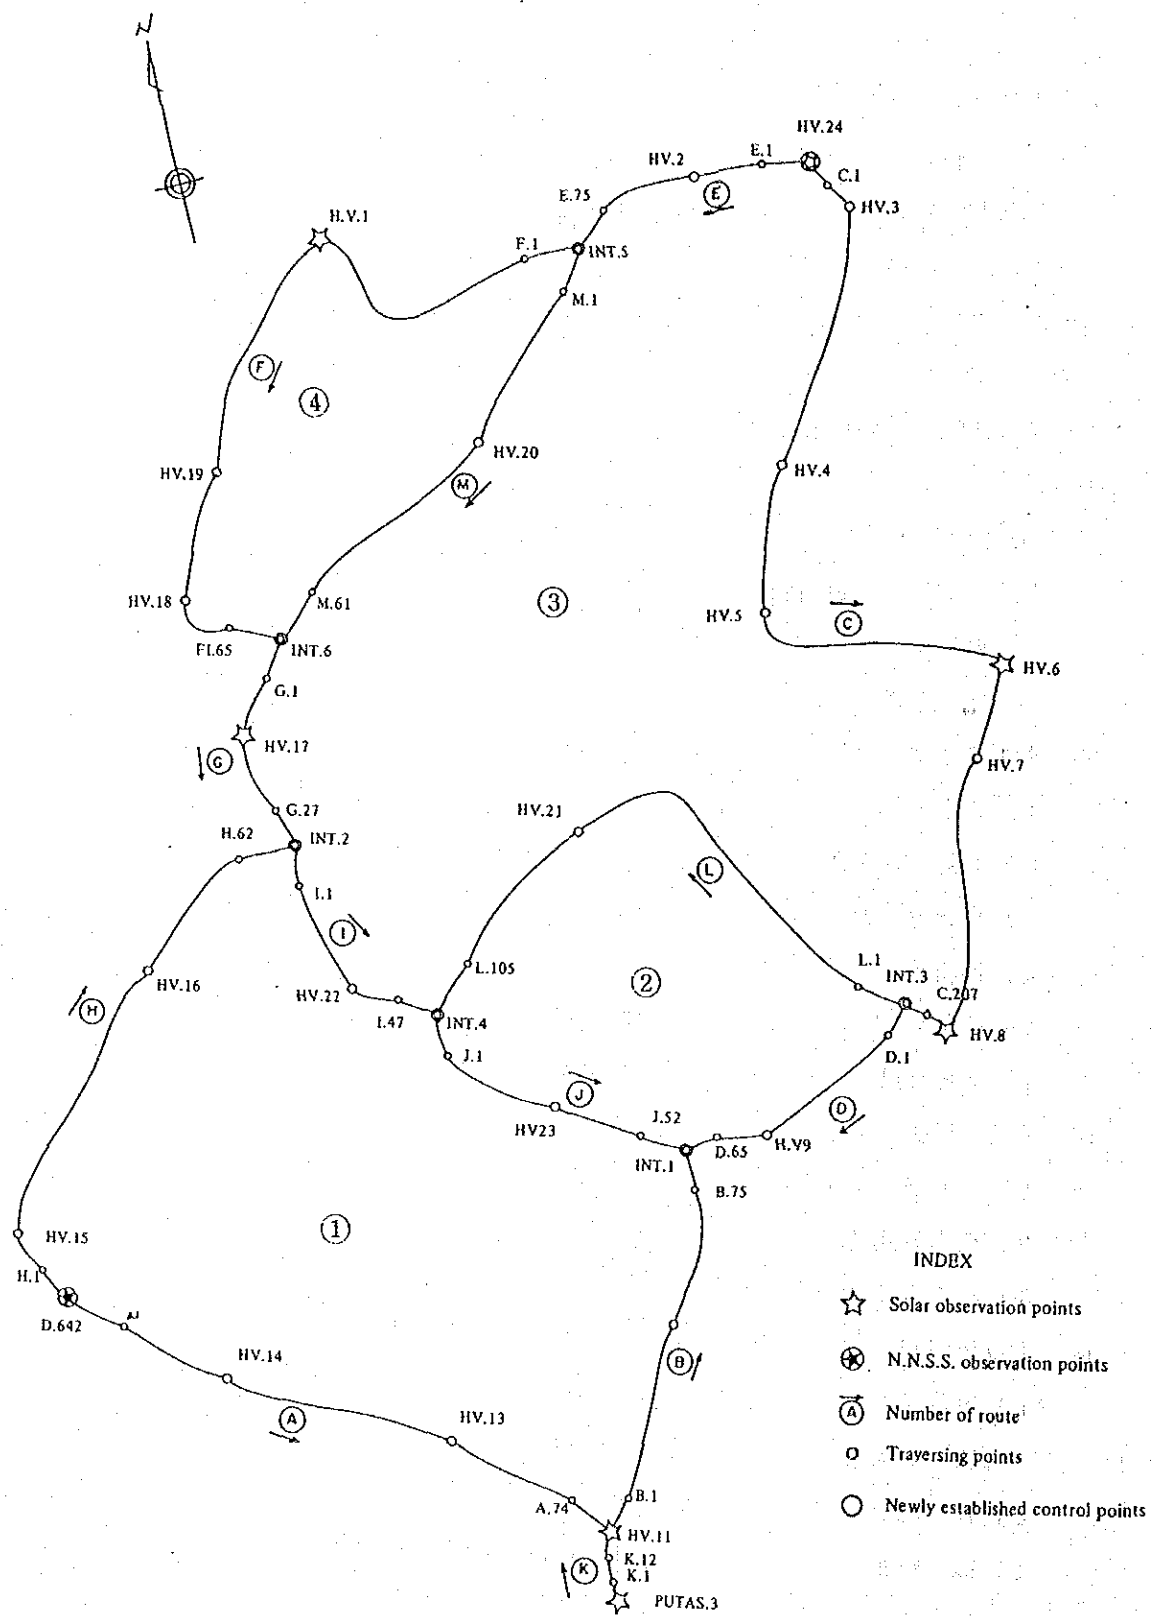 N
HV.24
E.1
HV.2
C.1
E
HV.3
E.75
H.V.1
F.1
INT.5
M.1
F
4
HV.20
HV.4
HV.19
M
3
HV.18
M.61
HV.5
C
F1.65
INT.6
HV.6
G.1
HV.17
G
HV.7
G.27
HV.21
H.62
INT.2
L
I.1
I
L.105
L.1
INT.3
2
C.207
HV.16
HV.22
H
I.47
INT.4
HV.8
D.1
J.1
J
D
HV23
J.52
D.65
H.V9
INT.1
B.75
1
HV.15
INDEX
H.1
Solar observation points
D.642
HV.14
B
N.N.S.S. observation points
A
HV.13
A
Number of route
Traversing points
A.74
B.1
Newly established control points
HV.11
K.12
K
K.1
PUTAS.3